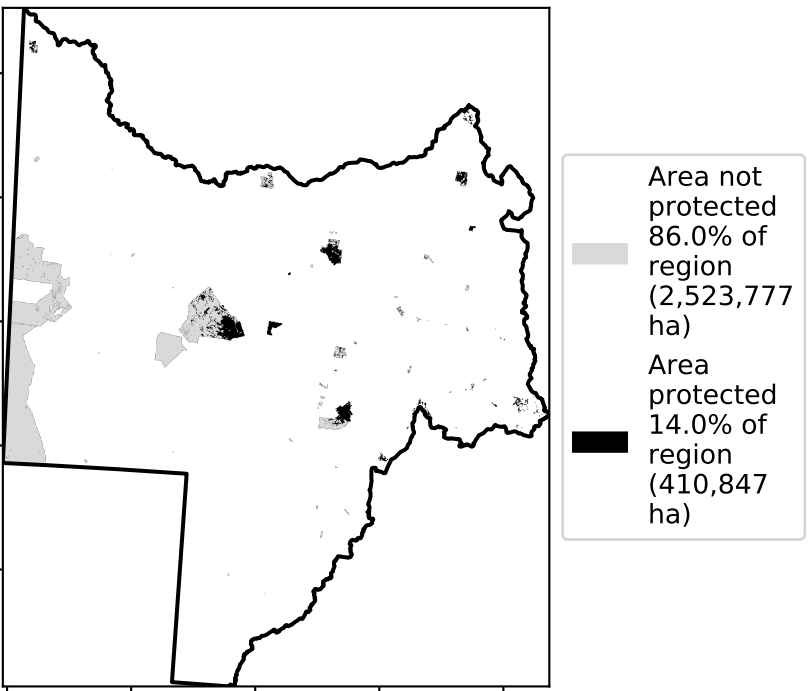 Area not
protected
86.0% of
region
(2,523,777
ha)
Area
protected
14.0% of
region
(410,847
ha)